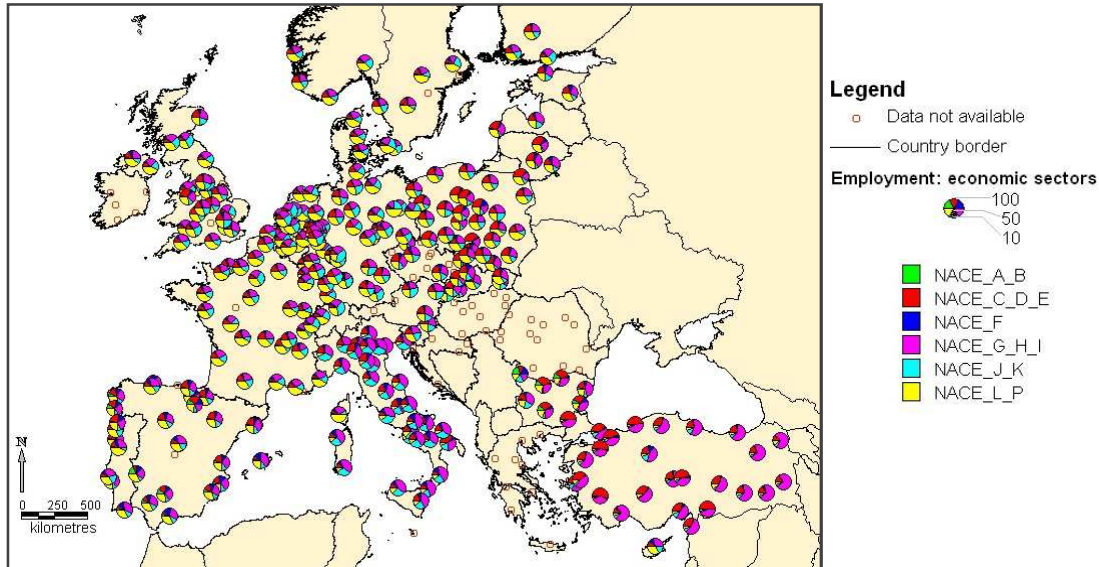 Legend
Data not available
Country border
Employment: economic sectors
100
50
10
NACE_A_B
NACE_C_D_E
NACE_F
NACE_G_H_I
NACE_J_K
NACE_L_P
N
0 250 500
kilometres